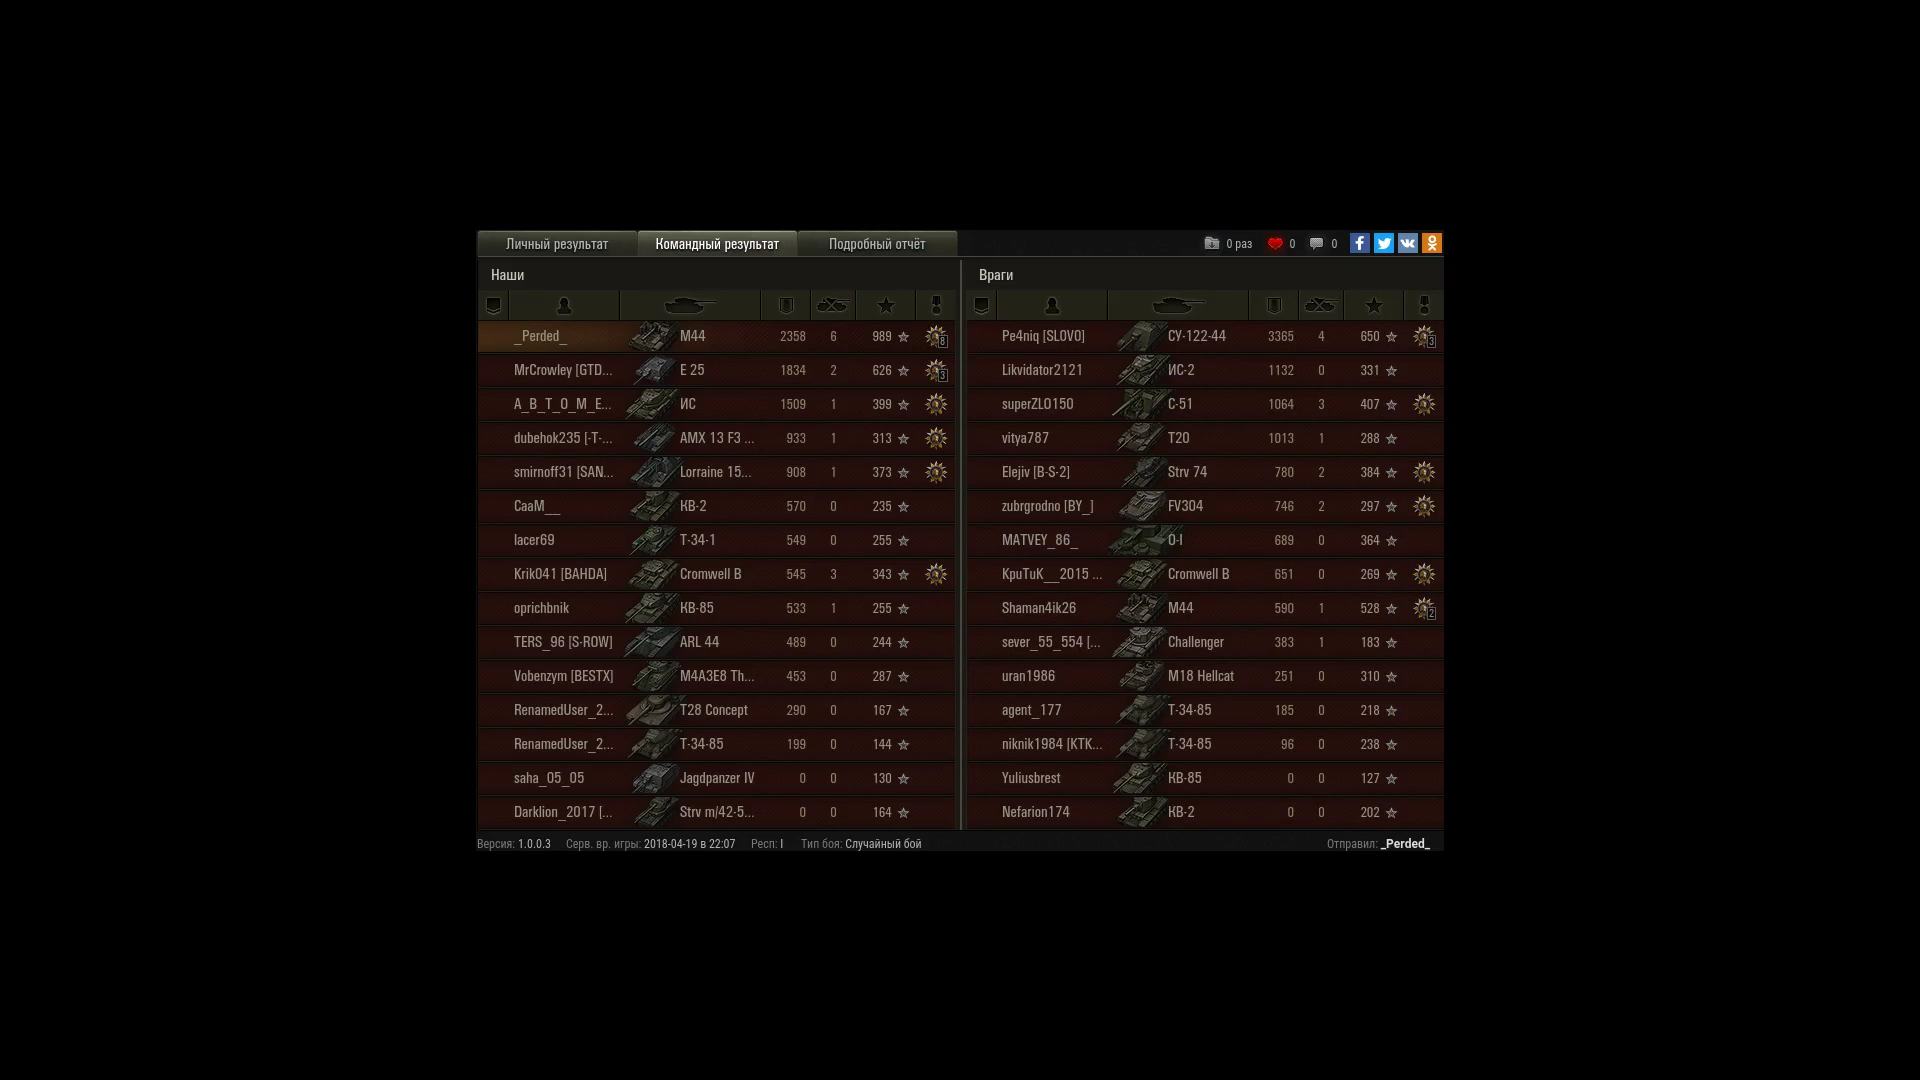 Личный результат Командный результат Подробный отчёт 0 раз 0 0
Наши Враги
_Perded_ M44 2358 6 989 8 Pe4niq [SLOVO] СУ-122-44 3365 4 650 3
MrCrowley [GTD... E 25 1834 2 626 3 Likvidator2121 ИС-2 1132 0 331
A_B_T_O_M_E... ИС 1509 1 399 superZLO150 С-51 1064 3 407
dubehok235 [-T-... AMX 13 F3 ... 933 1 313 vitya787 T20 1013 1 288
smirnoff31 [SAN... Lorraine 15... 908 1 373 Elejiv [B-S-2] Strv 74 780 2 384
CaaM__ КВ-2 570 0 235 zubrgrodno [BY_] FV304 746 2 297
lacer69 T-34-1 549 0 255 MATVEY_86_ O-I 689 0 364
Krik041 [BAHDA] Cromwell B 545 3 343 KpuTuK__2015 ... Cromwell B 651 0 269
oprichbnik КВ-85 533 1 255 Shaman4ik26 M44 590 1 528 2
TERS_96 [S-ROW] ARL 44 489 0 244 sever_55_554 [... Challenger 383 1 183
Vobenzym [BESTX] M4A3E8 Th... 453 0 287 uran1986 M18 Hellcat 251 0 310
RenamedUser_2... T28 Concept 290 0 167 agent_177 Т-34-85 185 0 218
RenamedUser_2... Т-34-85 199 0 144 niknik1984 [KTK... Т-34-85 96 0 238
saha_05_05 Jagdpanzer IV 0 0 130 Yuliusbrest КВ-85 0 0 127
Darklion_2017 [... Strv m/42-5... 0 0 164 Nefarion174 КВ-2 0 0 202
Версия: 1.0.0.3 Серв. вр. игры: 2018-04-19 в 22:07 Респ: I Тип боя: Случайный бой Отправил: _Perded_